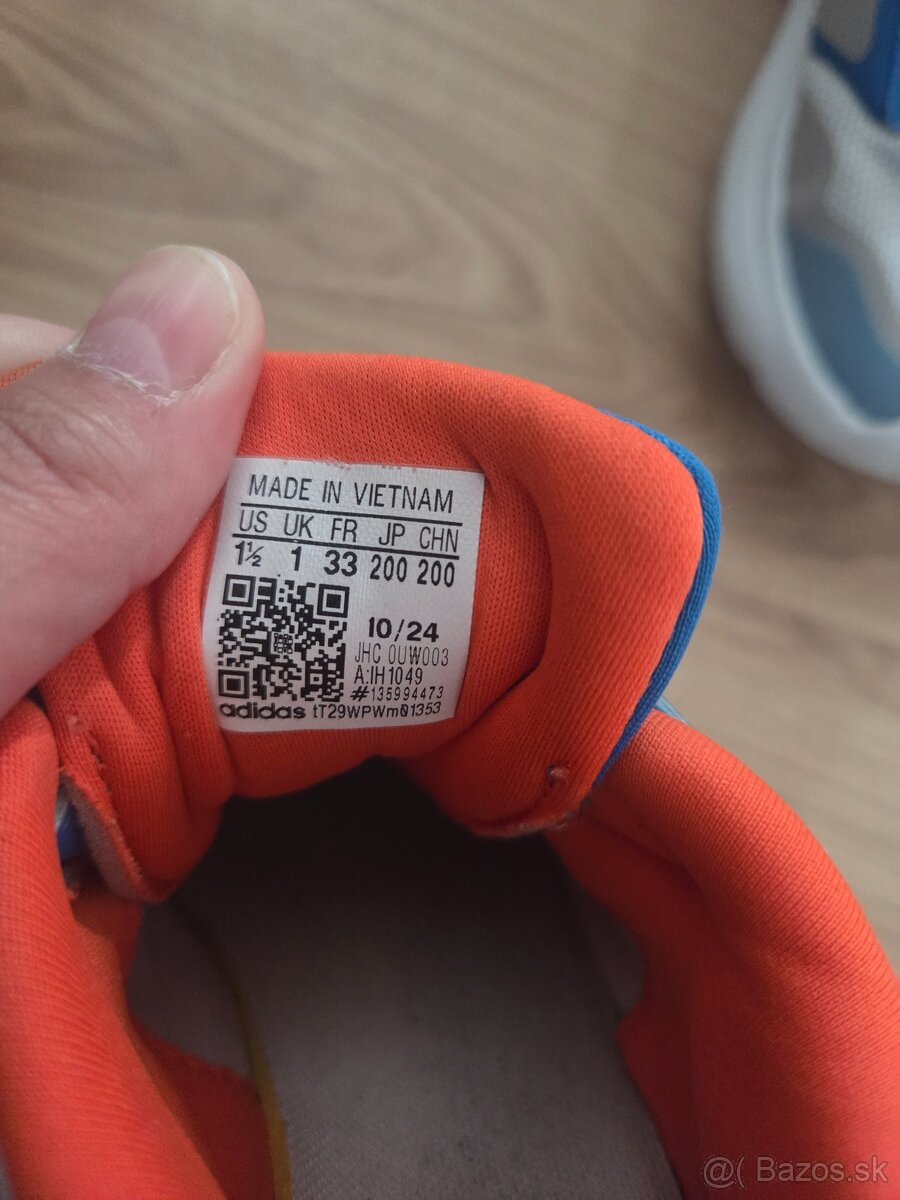 MADE IN VIETNAM
US UK FR JP CHN
1½ 1 33 200 200
10/24
JHC 0UW003
A:IH1049
#135994473
adidas tT29WPWm01353
@( Bazos.sk